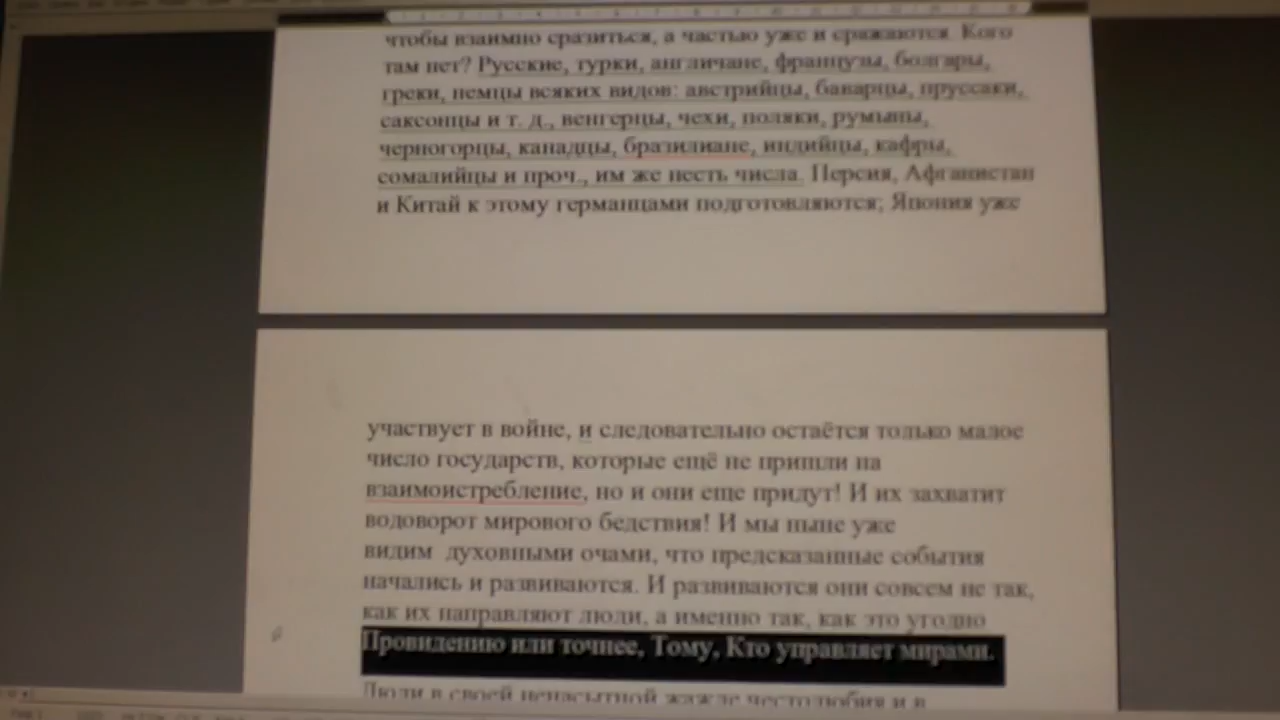 чтобы взаимно сразиться, а частью уже и сражаются. Кого
там нет? Русские, турки, англичане, французы, болгары,
греки, немцы всяких видов: австрийцы, баварцы, пруссаки,
саксонцы и т. д., венгерцы, чехи, поляки, румыны,
черногорцы, канадцы, бразилиане, индийцы, кафры,
сомалийцы и проч., им же несть числа. Персия, Афганистан
и Китай к этому германцами подготовляются; Япония уже
участвует в войне, и следовательно остаётся только малое
число государств, которые ещё не пришли на
взаимоистребление, но и они еще придут! И их захватит
водоворот мирового бедствия! И мы ныне уже
видим духовными очами, что предсказанные события
начались и развиваются. И развиваются они совсем не так,
как их направляют люди, а именно так, как это угодно
Провидению или точнее, Тому, Кто управляет мирами.
Люди в своей ненасытной жажде честолюбия и в